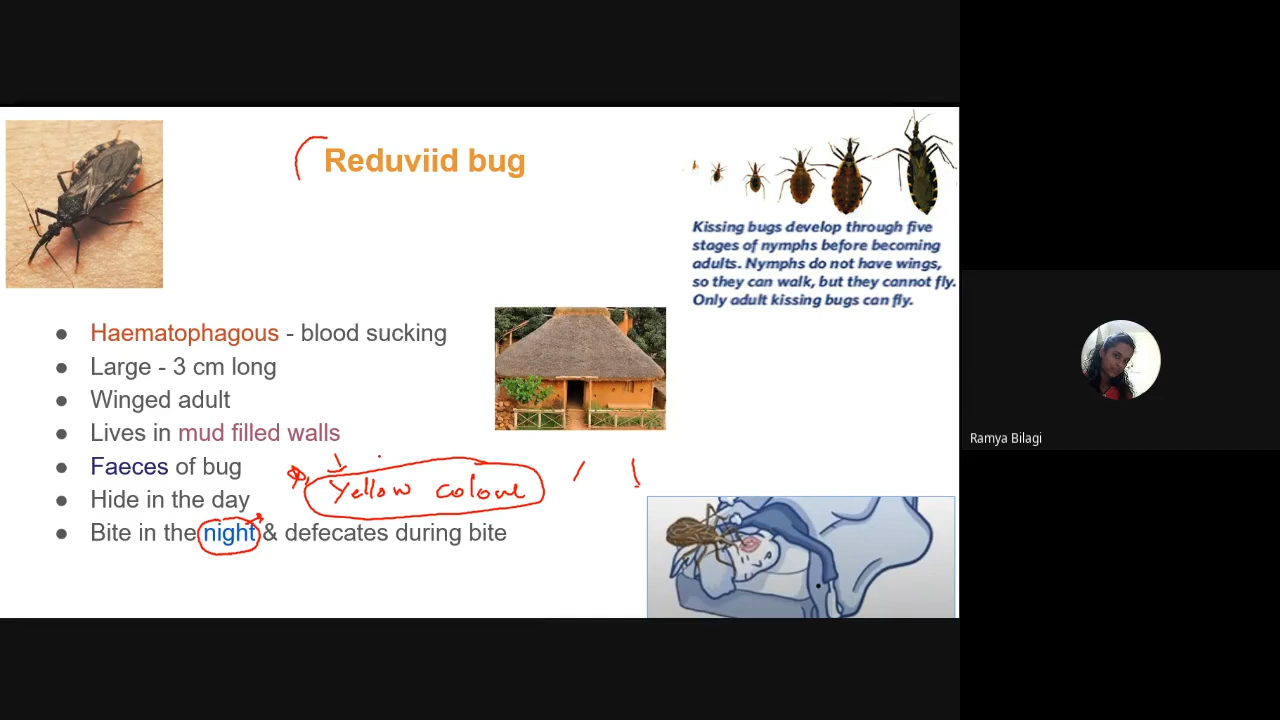 Reduviid bug
Kissing bugs develop through five
stages of nymphs before becoming
adults. Nymphs do not have wings,
so they can walk, but they cannot fly.
Only adult kissing bugs can fly.
● Haematophagous - blood sucking
● Large - 3 cm long
● Winged adult
● Lives in mud filled walls
● Faeces of bug
Yellow colour
● Hide in the day
● Bite in the night & defecates during bite
Ramya Bilagi